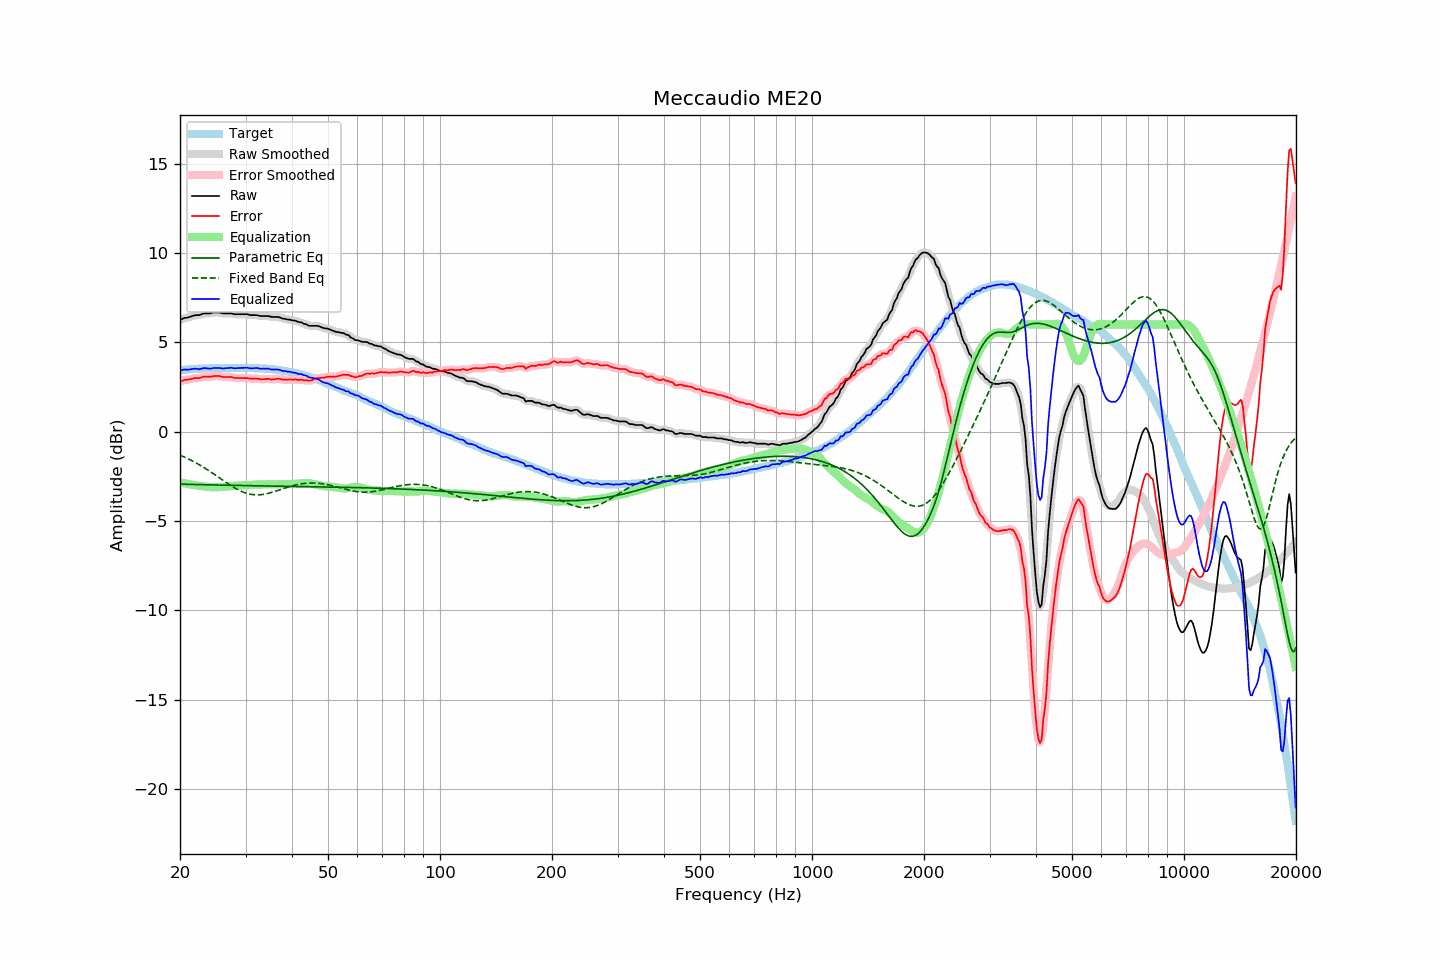 Meccaudio ME20
Target
Raw Smoothed
Error Smoothed
Raw
Error
Equalization
Parametric Eq
Fixed Band Eq
Equalized
Amplitude (dBr)
15
10
5
0
−5
−10
−15
−20
20 50 100 200 500 1000 2000 5000 10000 20000
Frequency (Hz)